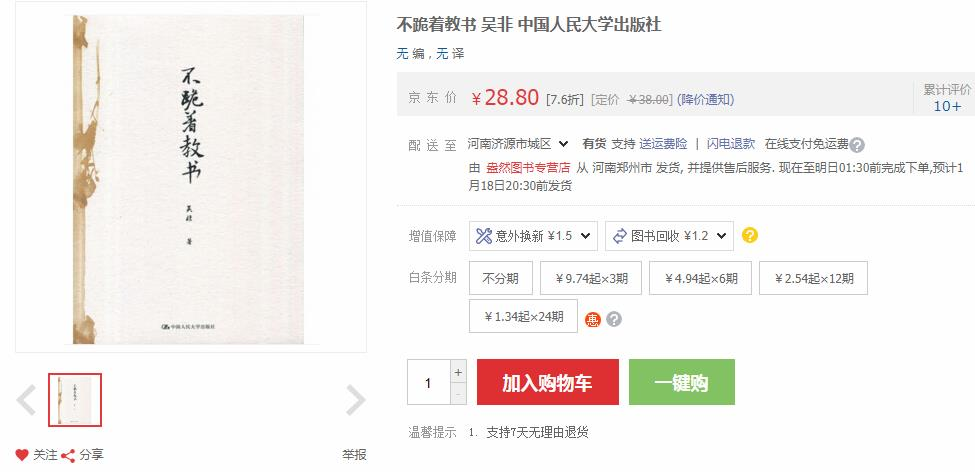 不跪着教书
吴非
著
中国人民大学出版社
关注 分享 举报
不跪着教书 吴非 中国人民大学出版社
无 编，无 译
京东价 ￥28.80 [7.6折] [定价 ￥38.00] (降价通知)
累计评价
10+
配送至 河南济源市城区 有货 支持 送运费险 | 闪电退款 在线支付免运费?
由 盎然图书专营店 从 河南郑州市 发货, 并提供售后服务. 现在至明日01:30前完成下单,预计1
月18日20:30前发货
增值保障 意外换新 ¥1.5 图书回收 ¥1.2 ?
白条分期 不分期 ￥9.74起×3期 ￥4.94起×6期 ￥2.54起×12期
￥1.34起×24期 惠 ?
1 + - 加入购物车 一键购
温馨提示 1. 支持7天无理由退货